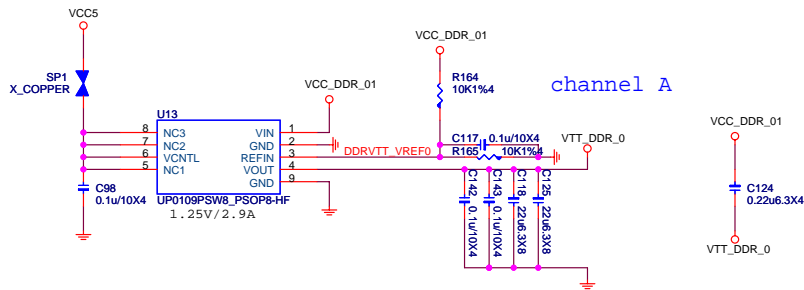 VCC5
SP1
X_COPPER
C98
0.1u/10X4
U13
8 NC3
7 NC2
6 VCNTL
5 NC1
VIN 1
GND 2
REFIN 3
VOUT 4
GND 9
UP0109PSW8_PSOP8-HF
1.25V/2.9A
VCC_DDR_01
VCC_DDR_01
R164
10K1%4
channel A
C117 0.1u/10X4
DDRVTT_VREF0
R165 10K1%4
VTT_DDR_0
C142 0.1u/10X4
C143 0.1u/10X4
C118 22u6.3X8
C125 22u6.3X8
VCC_DDR_01
C124
0.22u6.3X4
VTT_DDR_0